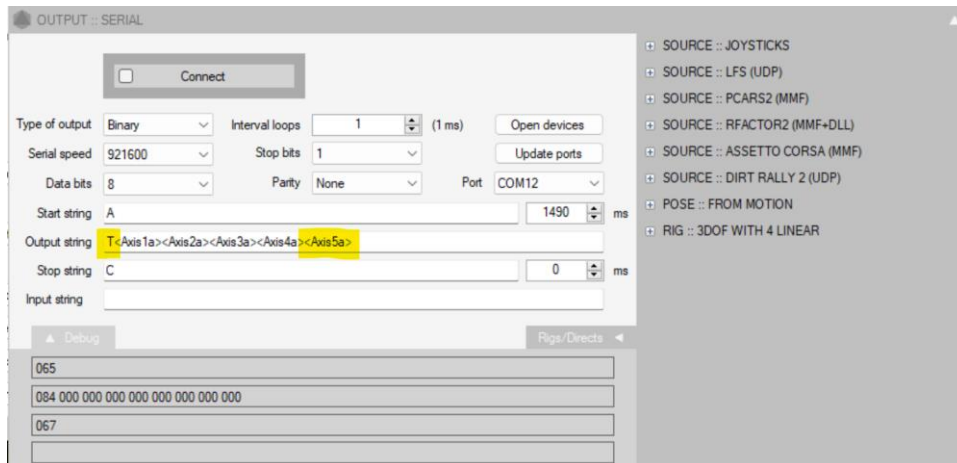 OUTPUT :: SERIAL
Connect
Type of output Binary Interval loops 1 (1 ms) Open devices
Serial speed 921600 Stop bits 1 Update ports
Data bits 8 Parity None Port COM12
Start string A 1490 ms
Output string T<Axis1a><Axis2a><Axis3a><Axis4a><Axis5a>
Stop string C 0 ms
Input string
Debug Rigs/Directs
065
084 000 000 000 000 000 000 000 000
067
SOURCE :: JOYSTICKS
SOURCE :: LFS (UDP)
SOURCE :: PCARS2 (MMF)
SOURCE :: RFACTOR2 (MMF+DLL)
SOURCE :: ASSETTO CORSA (MMF)
SOURCE :: DIRT RALLY 2 (UDP)
POSE :: FROM MOTION
RIG :: 3DOF WITH 4 LINEAR